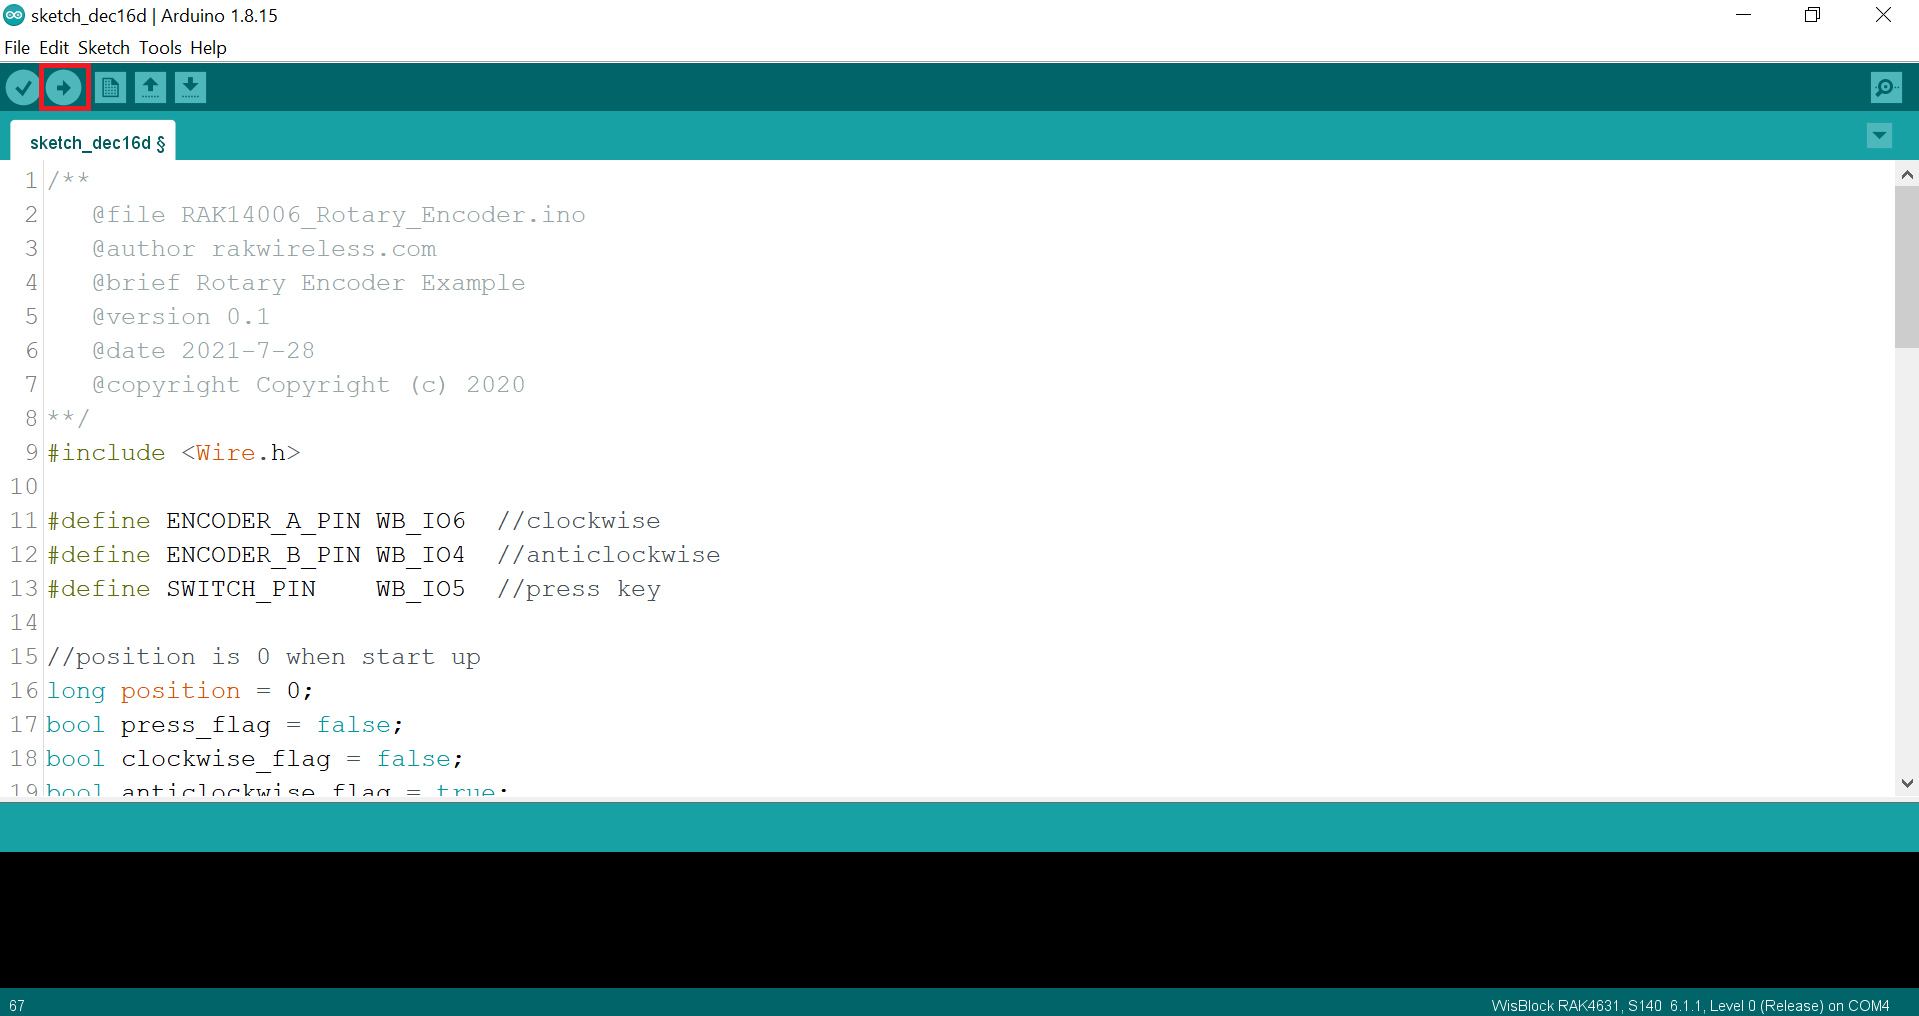 sketch_dec16d | Arduino 1.8.15
File Edit Sketch Tools Help
sketch_dec16d §
1 /**
2    @file RAK14006_Rotary_Encoder.ino
3    @author rakwireless.com
4    @brief Rotary Encoder Example
5    @version 0.1
6    @date 2021-7-28
7    @copyright Copyright (c) 2020
8 **/
9 #include <Wire.h>
10
11 #define ENCODER_A_PIN WB_IO6  //clockwise
12 #define ENCODER_B_PIN WB_IO4  //anticlockwise
13 #define SWITCH_PIN    WB_IO5  //press key
14
15 //position is 0 when start up
16 long position = 0;
17 bool press_flag = false;
18 bool clockwise_flag = false;
19 bool anticlockwise_flag = true;
67
WisBlock RAK4631, S140 6.1.1, Level 0 (Release) on COM4